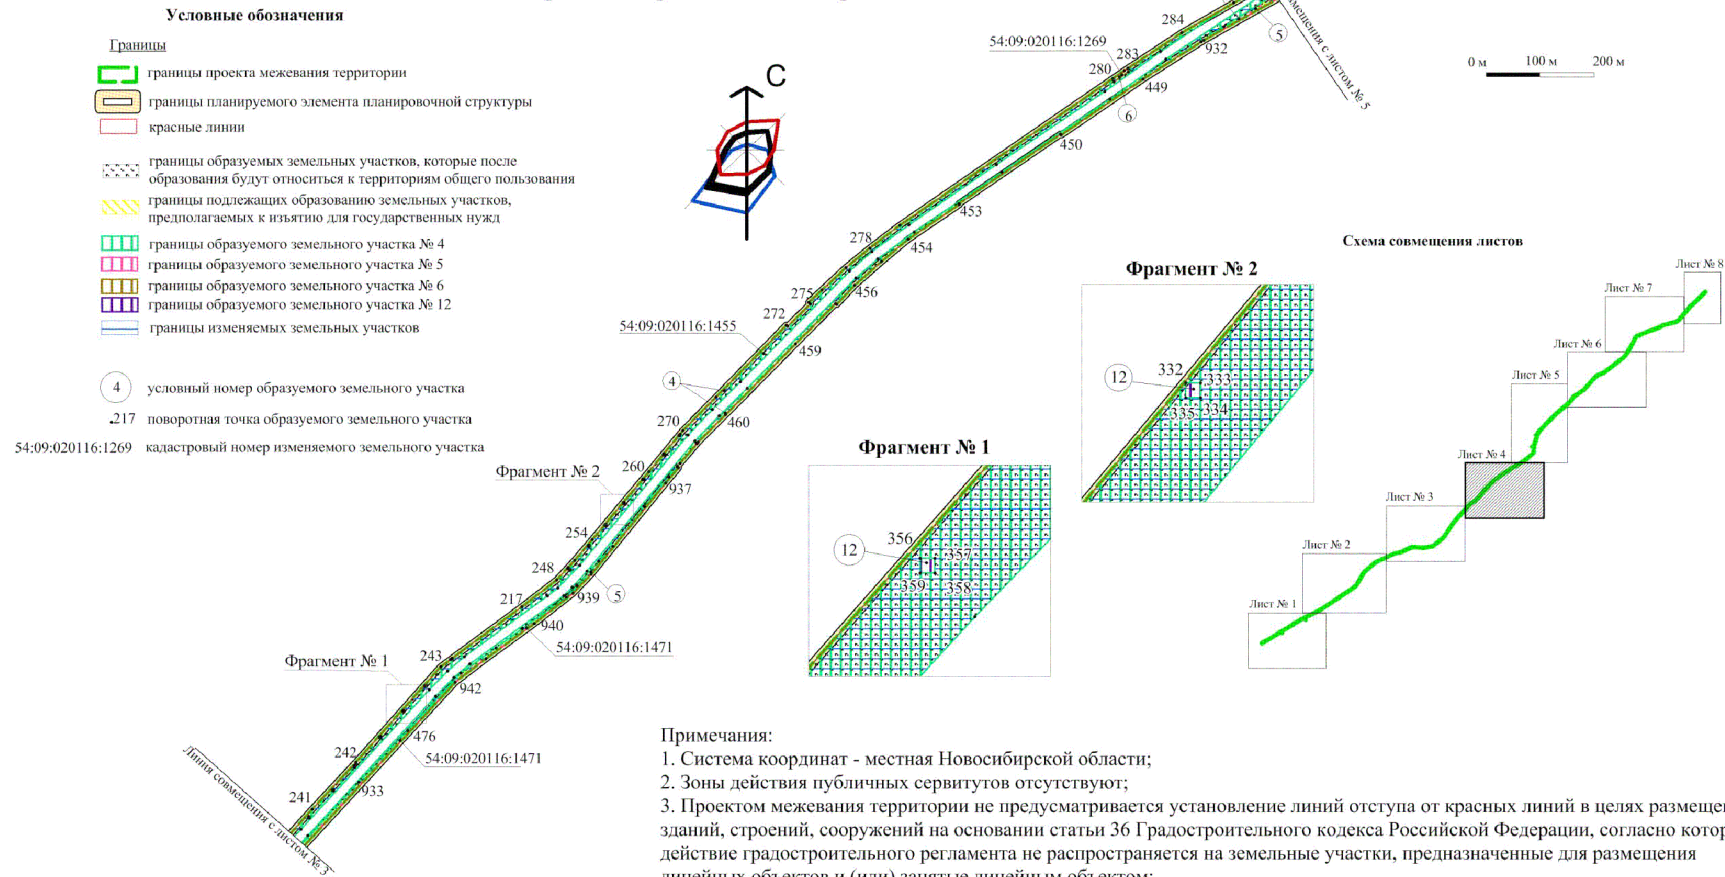 Условные обозначения
Границы
границы проекта межевания территории
границы планируемого элемента планировочной структуры
красные линии
границы образуемых земельных участков, которые после
образования будут относиться к территориям общего пользования
границы подлежащих образованию земельных участков,
предполагаемых к изъятию для государственных нужд
границы образуемого земельного участка № 4
границы образуемого земельного участка № 5
границы образуемого земельного участка № 6
границы образуемого земельного участка № 12
границы изменяемых земельных участков
4 условный номер образуемого земельного участка
.217 поворотная точка образуемого земельного участка
54:09:020116:1269 кадастровый номер изменяемого земельного участка
С
284
5
932
54:09:020116:1269
283
280
449
6
450
453
278
454
275
456
272
54:09:020116:1455
459
4
270
460
Фрагмент № 2
260
937
254
248
5
939
217
940
54:09:020116:1471
243
Фрагмент № 1
942
242
476
54:09:020116:1471
933
241
Линия совмещения с листом № 3
совмещения с листом № 5
0 м 100 м 200 м
Фрагмент № 2
12
332
333
335
334
Фрагмент № 1
12
356
357
359
358
Схема совмещения листов
Лист № 8
Лист № 7
Лист № 6
Лист № 5
Лист № 4
Лист № 3
Лист № 2
Лист № 1
Примечания:
1. Система координат - местная Новосибирской области;
2. Зоны действия публичных сервитутов отсутствуют;
3. Проектом межевания территории не предусматривается установление линий отступа от красных линий в целях размещен
зданий, строений, сооружений на основании статьи 36 Градостроительного кодекса Российской Федерации, согласно котор
действие градостроительного регламента не распространяется на земельные участки, предназначенные для размещения
линейных объектов и (или) занятые линейным объектом;